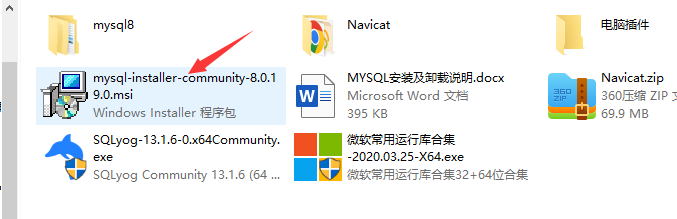 mysql8
Navicat
电脑插件
mysql-installer-community-8.0.1
9.0.msi
Windows Installer 程序包
MYSQL安装及卸载说明.docx
Microsoft Word 文档
395 KB
360
ZIP
Navicat.zip
360压缩 ZIP 文
69.9 MB
SQLyog-13.1.6-0.x64Community.
exe
SQLyog Community 13.1.6 (64 ...
微软常用运行库合集
-2020.03.25-X64.exe
微软常用运行库合集32+64位合集